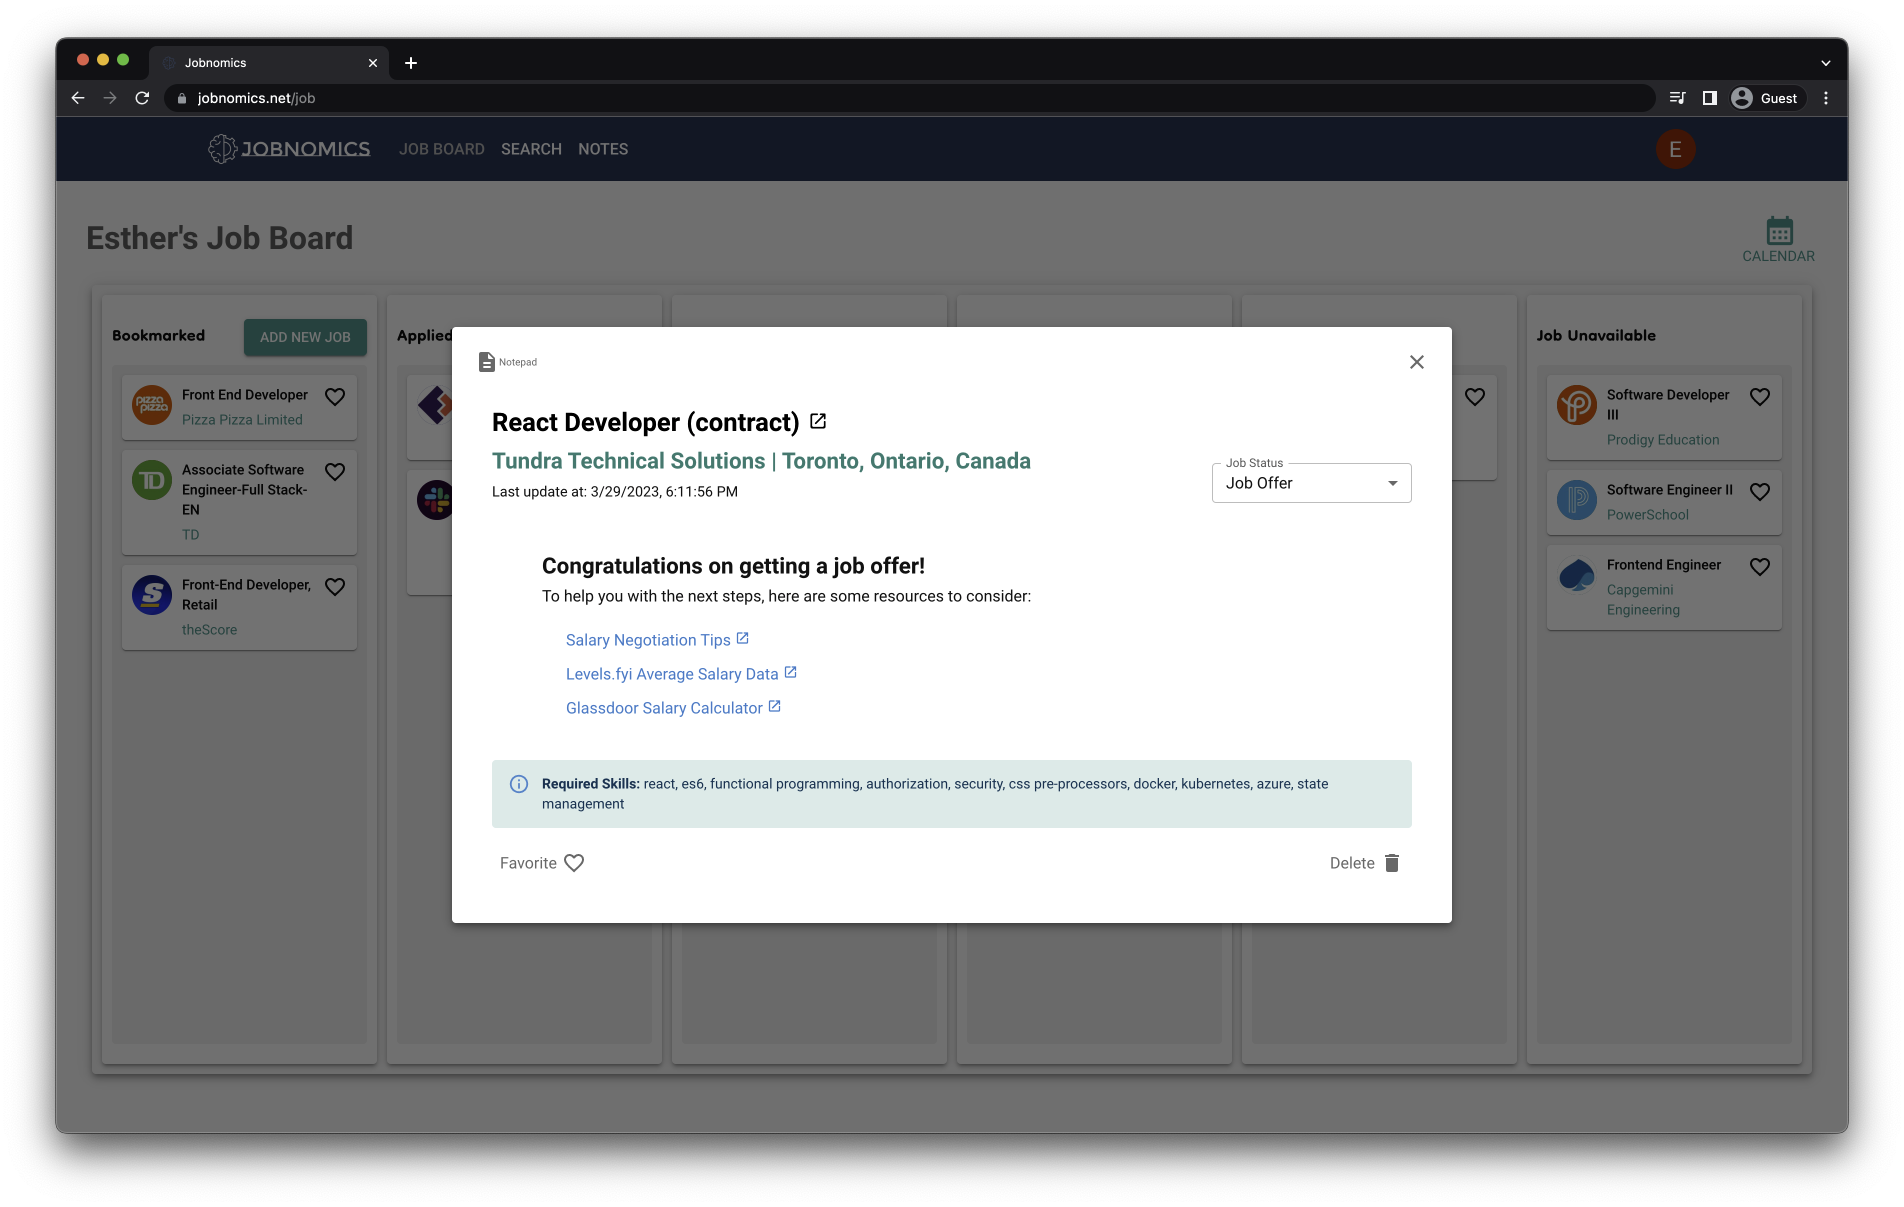 Jobnomics
jobnomics.net/job
Guest
JOBNOMICS
JOB BOARD
SEARCH
NOTES
E
Esther's Job Board
CALENDAR
Bookmarked
ADD NEW JOB
Applied
Job Unavailable
pizza
pizza
Front End Developer
Pizza Pizza Limited
TD
Associate Software
Engineer-Full Stack-
EN
TD
S
Front-End Developer,
Retail
theScore
Notepad
React Developer (contract)
Tundra Technical Solutions | Toronto, Ontario, Canada
Last update at: 3/29/2023, 6:11:56 PM
Job Status
Job Offer
Congratulations on getting a job offer!
To help you with the next steps, here are some resources to consider:
Salary Negotiation Tips
Levels.fyi Average Salary Data
Glassdoor Salary Calculator
Required Skills: react, es6, functional programming, authorization, security, css pre-processors, docker, kubernetes, azure, state
management
Favorite
Delete
Software Developer
III
Prodigy Education
Software Engineer II
PowerSchool
Frontend Engineer
Capgemini
Engineering